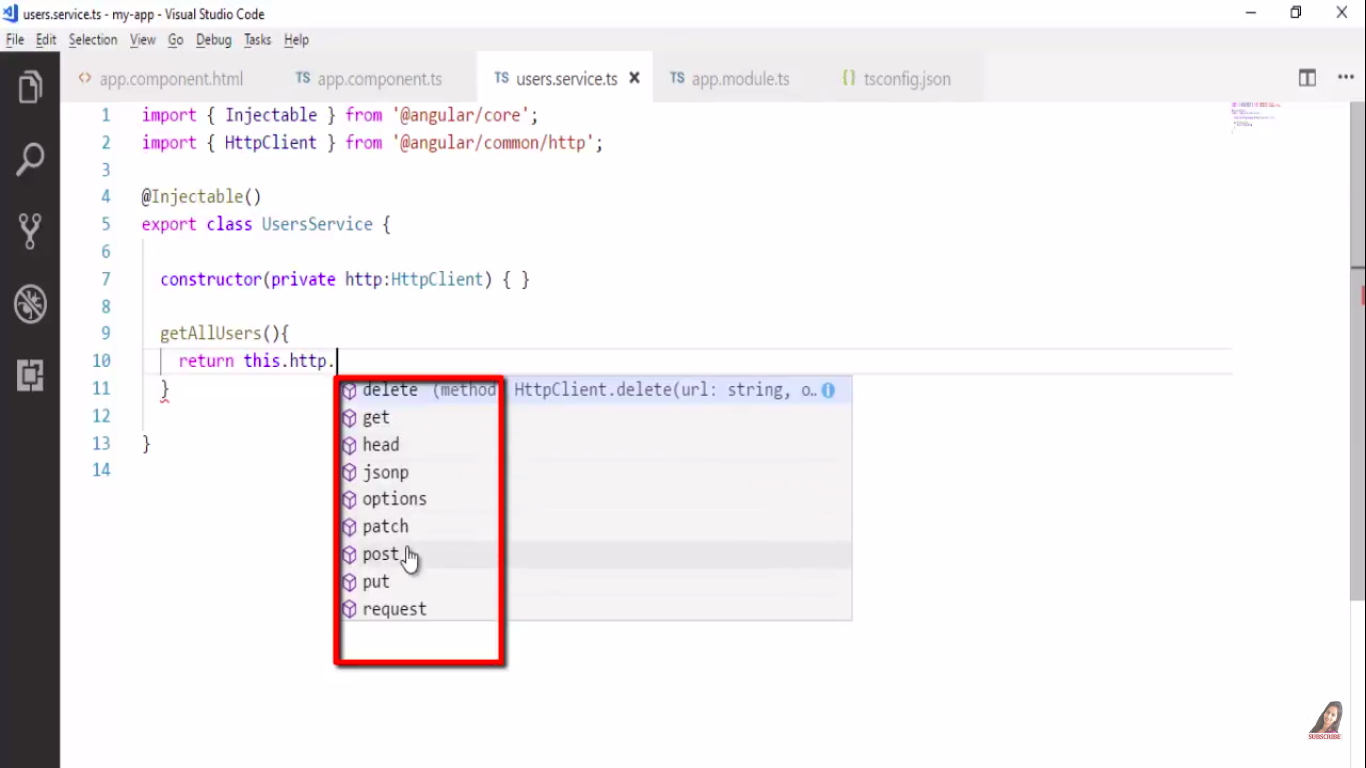 users.service.ts - my-app - Visual Studio Code
File Edit Selection View Go Debug Tasks Help
<> app.component.html TS app.component.ts TS users.service.ts × TS app.module.ts {} tsconfig.json
1 import { Injectable } from '@angular/core';
2 import { HttpClient } from '@angular/common/http';
3
4 @Injectable()
5 export class UsersService {
6
7 constructor(private http:HttpClient) { }
8
9 getAllUsers(){
10 return this.http.
11 }
delete (method HttpClient.delete(url: string, o..
get
12
head
13 }
14
jsonp
options
patch
post
put
request
SUBSCRIBE